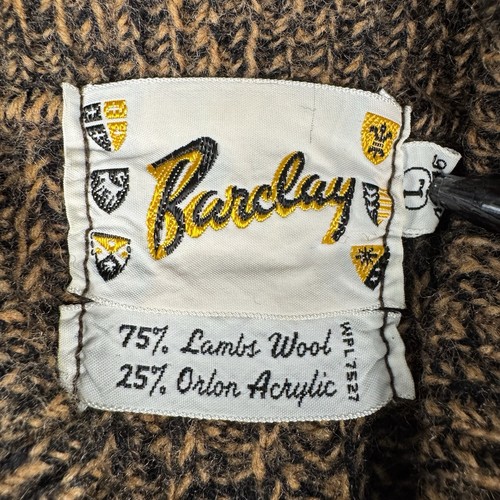 Barclay
75% Lambs Wool
25% Orlon Acrylic
WPL 7527